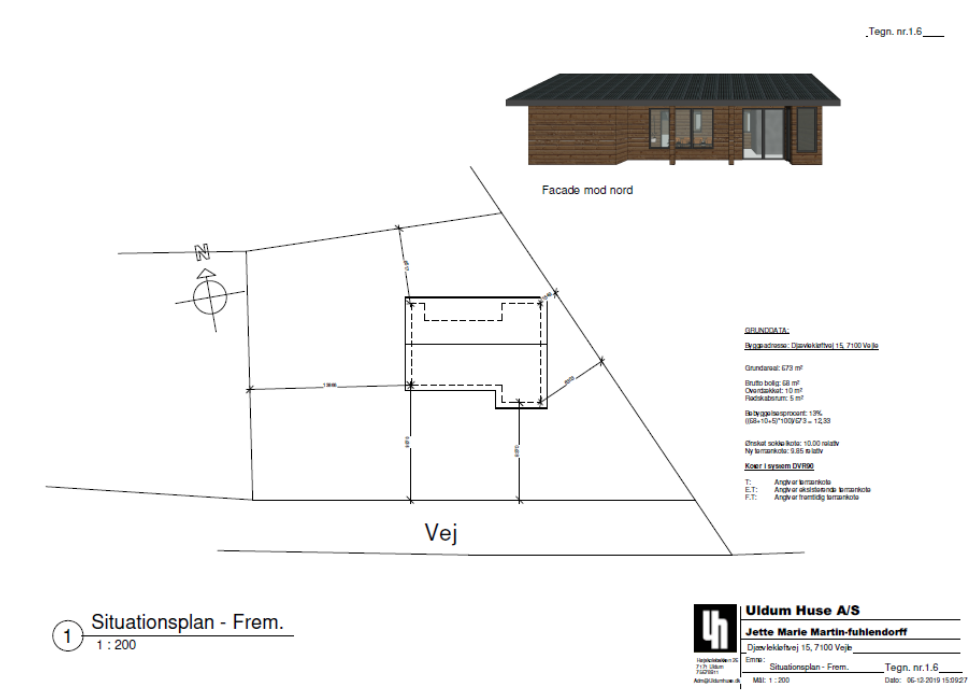 Tegn. nr.1.6
Facade mod nord
N
GRUNDDATA:
Byggeadresse: Djævlekløftvej 15, 7100 Vejle
Grundareal: 673 m²
Brutto bolig: 68 m²
Overdækket: 10 m²
Redskabsrum: 5 m²
Bebyggelsesprocent: 13%
((68+10+5)*100)/673 = 12,33
Ønsket sokkelkote: 10.00 relativ
Ny terrænkote: 9.85 relativ
Koter i system DVR90
T: Angiver terrænkote
E.T: Angiver eksisterende terrænkote
F.T: Angiver fremtidig terrænkote
Vej
1 Situationsplan - Frem.
1 : 200
Uldum Huse A/S
Jette Marie Martin-fuhlendorff
Djævlekløftvej 15, 7100 Vejle
7171 Uldum
Emne:
Situationsplan - Frem.
Tegn. nr.1.6
Mål: 1 : 200
Dato: 06-12-2019 15:09:27